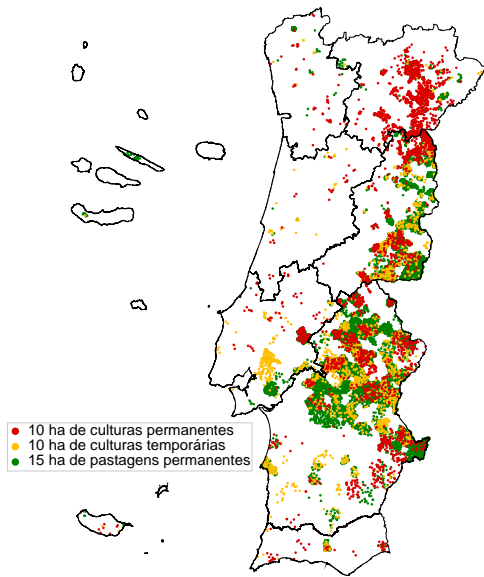 10 ha de culturas permanentes
10 ha de culturas temporárias
15 ha de pastagens permanentes